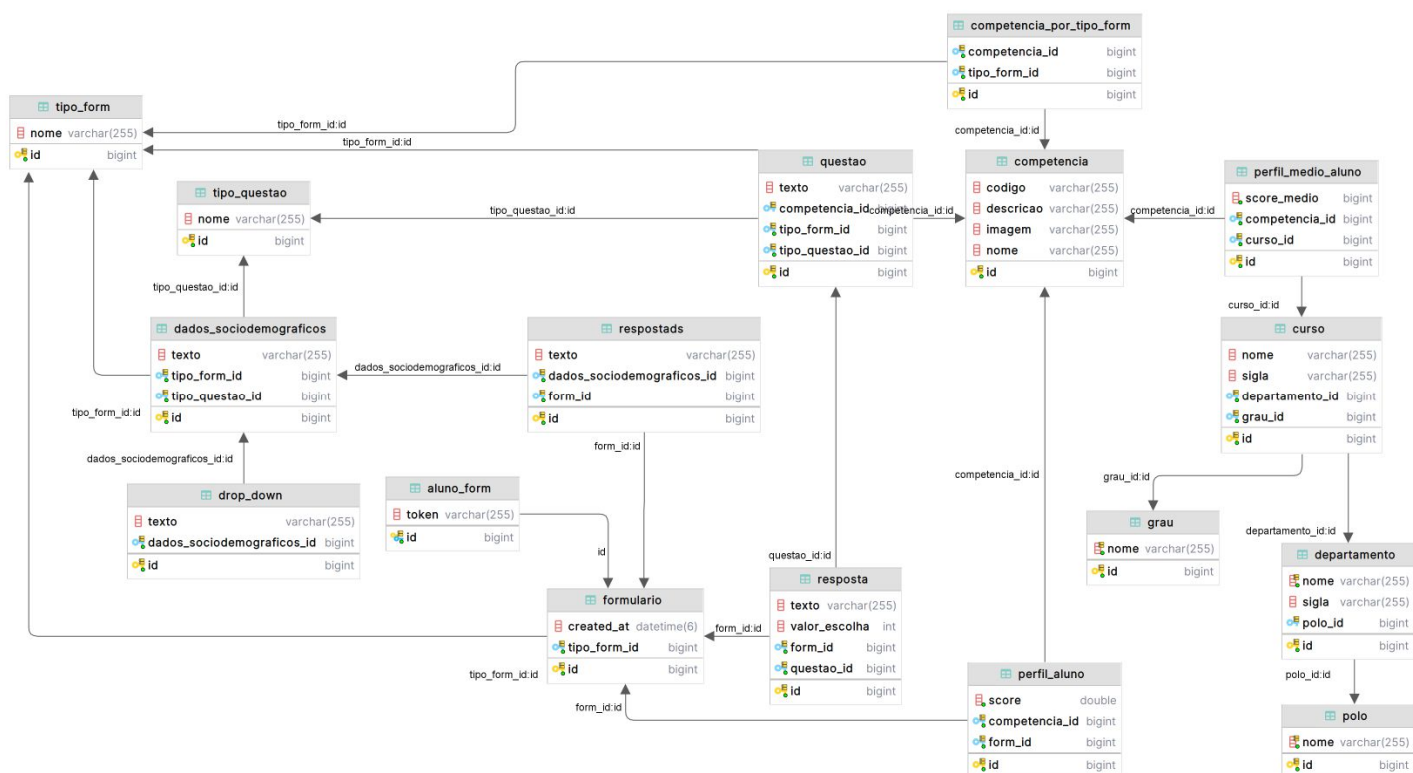 competencia_por_tipo_form
competencia_id bigint
tipo_form_id bigint
id bigint
tipo_form
nome varchar(255)
id bigint
tipo_form_id:id
tipo_form_id:id
competencia_id:id
questao
texto varchar(255)
competencia_id bigint
tipo_form_id bigint
tipo_questao_id bigint
id bigint
competencia_id:id
competencia
codigo varchar(255)
descricao varchar(255)
imagem varchar(255)
nome varchar(255)
id bigint
competencia_id:id
perfil_medio_aluno
score_medio bigint
competencia_id bigint
curso_id bigint
id bigint
tipo_questao
nome varchar(255)
id bigint
tipo_questao_id:id
tipo_questao_id:id
curso_id:id
dados_sociodemograficos
texto varchar(255)
tipo_form_id bigint
tipo_questao_id bigint
id bigint
tipo_form_id:id
dados_sociodemograficos_id:id
respostads
texto varchar(255)
dados_sociodemograficos_id bigint
form_id bigint
id bigint
form_id:id
curso
nome varchar(255)
sigla varchar(255)
departamento_id bigint
grau_id bigint
id bigint
dados_sociodemograficos_id:id
drop_down
texto varchar(255)
dados_sociodemograficos_id bigint
id bigint
aluno_form
token varchar(255)
id bigint
id
competencia_id:id
grau_id:id
grau
nome varchar(255)
id bigint
departamento_id:id
departamento
nome varchar(255)
sigla varchar(255)
polo_id bigint
id bigint
questao_id:id
resposta
texto varchar(255)
valor_escolha int
form_id bigint
questao_id bigint
id bigint
formulario
created_at datetime(6)
tipo_form_id bigint
id bigint
form_id:id
tipo_form_id:id
form_id:id
perfil_aluno
score double
competencia_id bigint
form_id bigint
id bigint
polo_id:id
polo
nome varchar(255)
id bigint